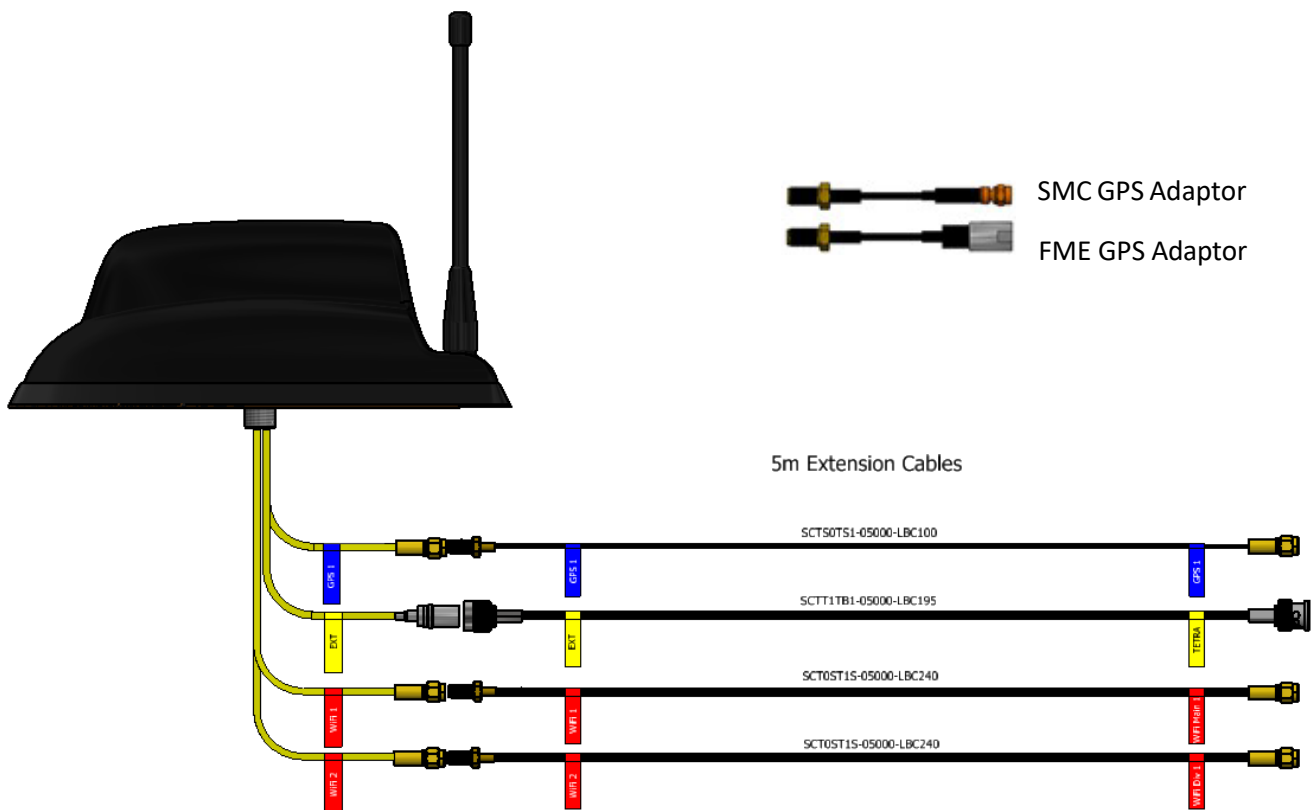 SMC GPS Adaptor
FME GPS Adaptor
5m Extension Cables
SCTS0TS1-05000-LBC100
GPS 1
GPS 1
GPS 1
SCTT1TB1-05000-LBC195
EXT
EXT
TETRA
SCT0ST1S-05000-LBC240
WiFi 1
WiFi 1
WiFi Main 1
SCT0ST1S-05000-LBC240
WiFi 2
WiFi 2
WiFi Div 1